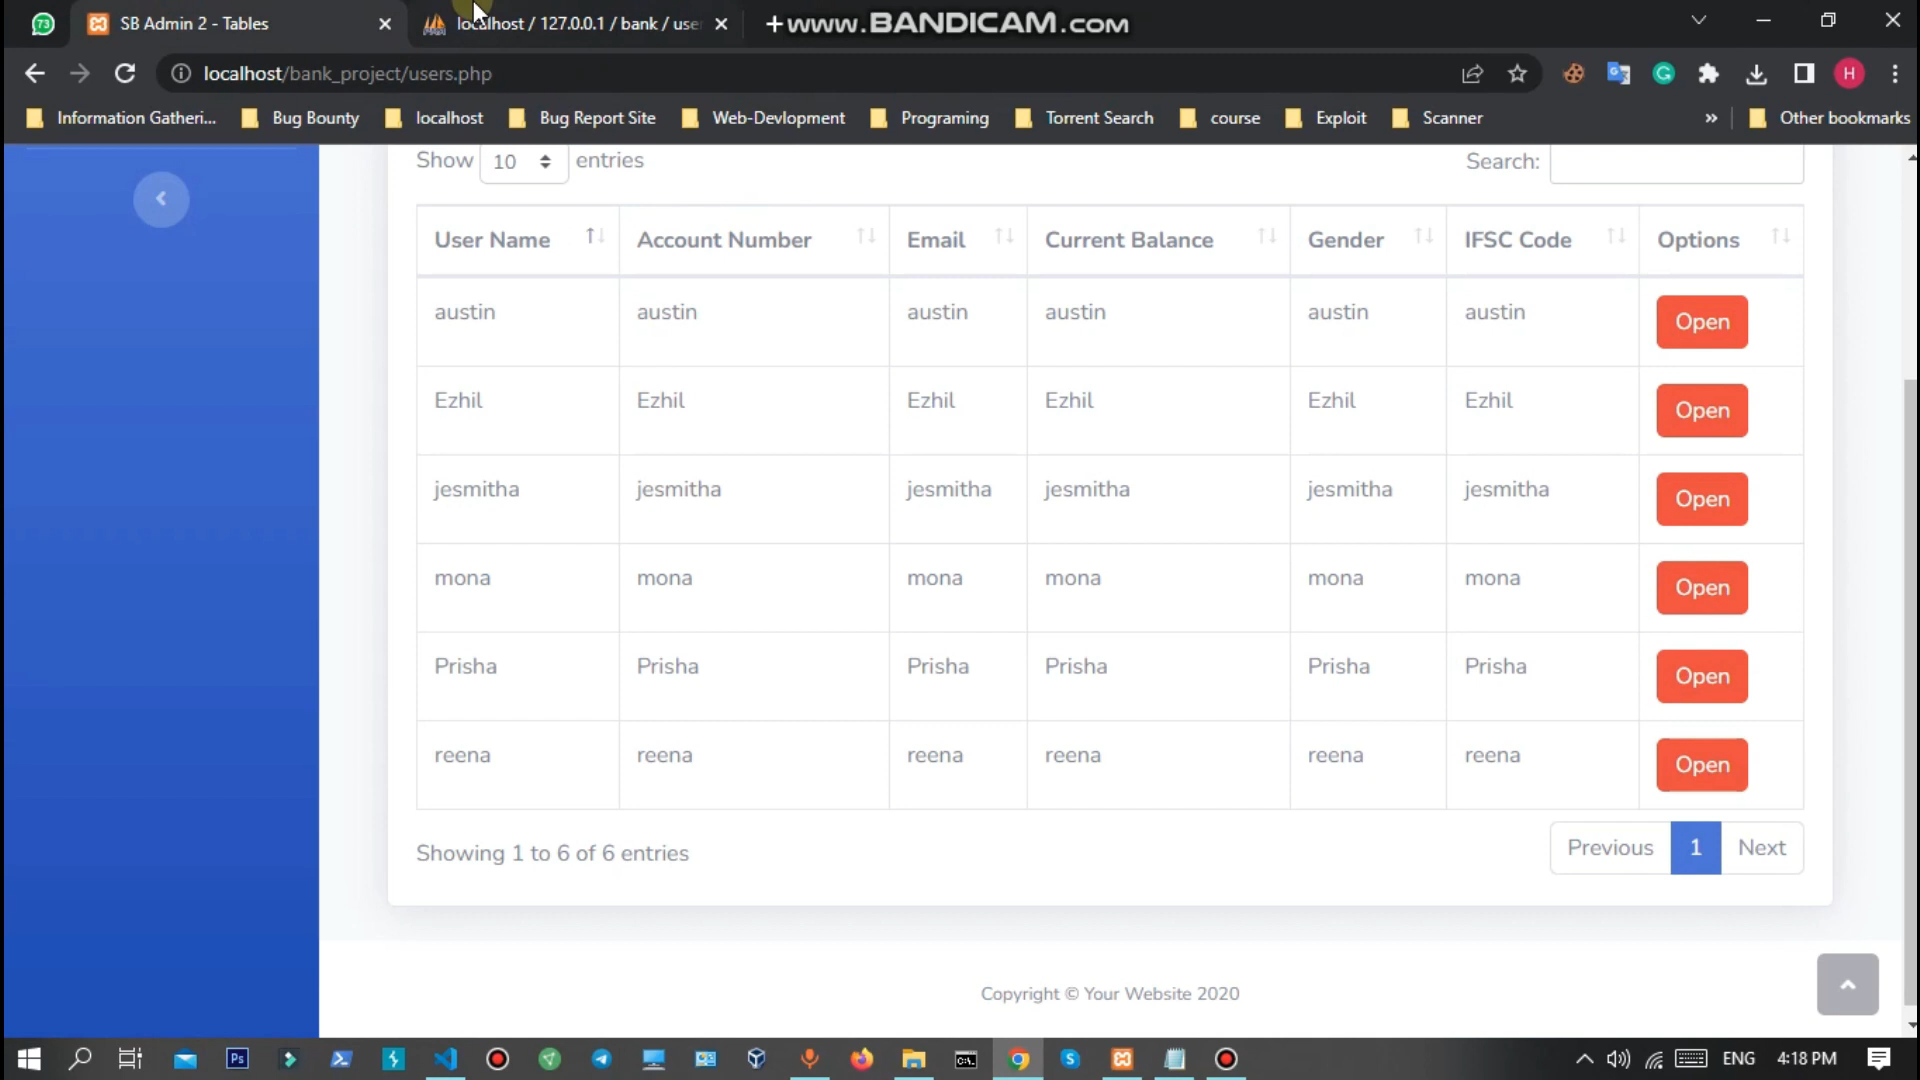 73
SB Admin 2 - Tables
localhost / 127.0.0.1 / bank / use
www.BANDICAM.com
localhost/bank_project/users.php
H
Information Gatheri...
Bug Bounty
localhost
Bug Report Site
Web-Devlopment
Programing
Torrent Search
course
Exploit
Scanner
»
Other bookmarks
Show 10 entries
Search:
User Name Account Number Email Current Balance Gender IFSC Code Options
austin austin austin austin austin austin Open
Ezhil Ezhil Ezhil Ezhil Ezhil Ezhil Open
jesmitha jesmitha jesmitha jesmitha jesmitha jesmitha Open
mona mona mona mona mona mona Open
Prisha Prisha Prisha Prisha Prisha Prisha Open
reena reena reena reena reena reena Open
Showing 1 to 6 of 6 entries
Previous 1 Next
Copyright © Your Website 2020
Ps
ENG
4:18 PM